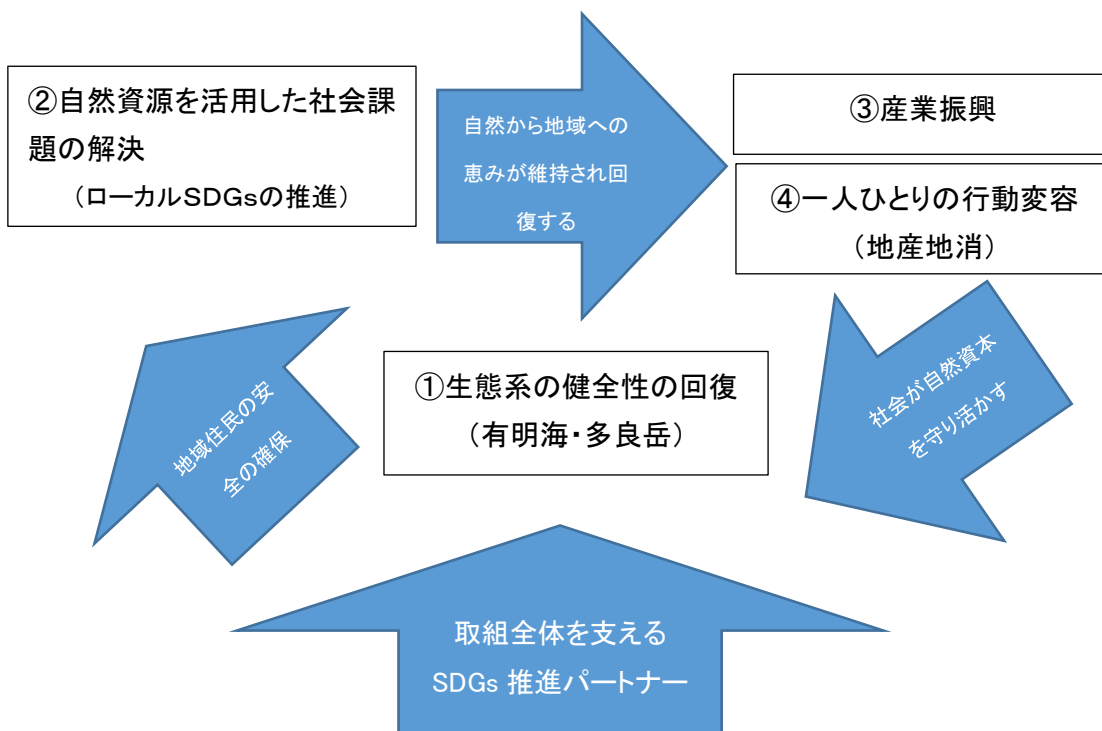 ②自然資源を活用した社会課
題の解決
（ローカルSDGsの推進）
自然から地域への
恵みが維持され回
復する
③産業振興
④一人ひとりの行動変容
（地産地消）
社会が自然資本
を守り活かす
①生態系の健全性の回復
（有明海・多良岳）
地域住民の安
全の確保
取組全体を支える
SDGs 推進パートナー